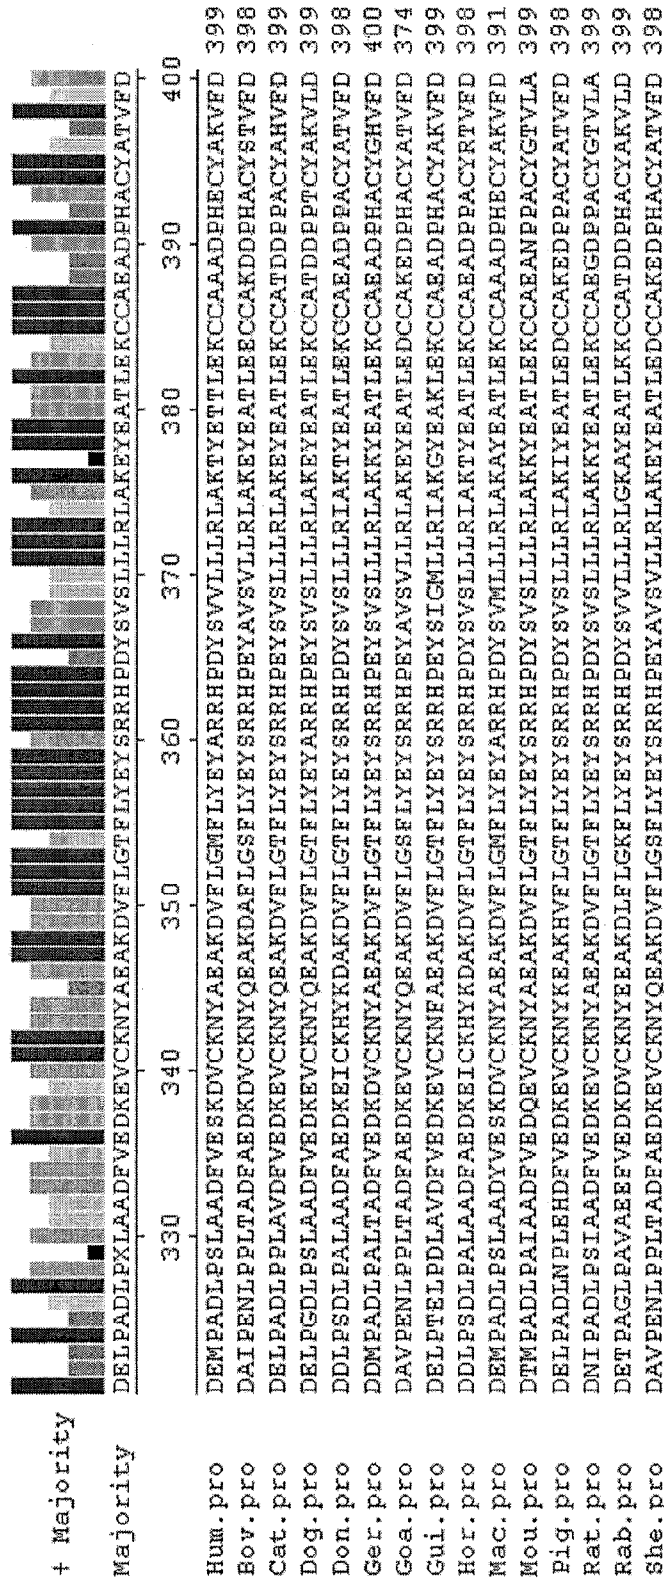 + Majority
Majority DELPADLPXLAADFVEDKEVCKNYAEAKDVFLGTFLYEYSRRHPDYSVSLLLRLAKEYEATLEKCCAEADPHACYATVFD
330 340 350 360 370 380 390 400
Hum.pro DEMPADLPSLAADFVESKDVCKNYAEAKDVFLGMFLYEYARRHPDYSVVLLLRLAKTYETTLEKCCAAADPHECYAKVFD 399
Bov.pro DAIPENLPPLTADFAEDKDVCKNYQEAKDAFLGSFLYEYSRRHPEYAVSVLLRLAKEYEATLEECCAKDDPHACYSTVFD 398
Cat.pro DELPADLPPLAVDFVEDKEVCKNYQEAKDVFLGTFLYEYSRRHPEYSVSLLLRLAKEYEATLEKCCATDDPPACYAHVFD 399
Dog.pro DELPGDLPSLAADFVEDKEVCKNYQEAKDVFLGTFLYEYARRHPEYSVSLLLRLAKEYEATLEKCCATDDPPTCYAKVLD 399
Don.pro DDLPSDLPALAADFAEDKEICKHYKDAKDVFLGTFLYEYSRRHPDYSVSLLLRIAKTYEATLEKCCAEADPPACYATVFD 398
Ger.pro DDMPADLPALTADFVEDKDVCKNYAEAKDVFLGTFLYEYSRRHPEYSVSLLLRLAKKYEATLEKCCAEADPHACYGHVFD 400
Goa.pro DAVPENLPPLTADFAEDKEVCKNYQEAKDVFLGSFLYEYSRRHPEYAVSVLLRLAKEYEATLEDCCAKEDPHACYATVFD 374
Gui.pro DELPTELPDLAVDFVEDKEVCKNFAEAKDVFLGTFLYEYSRRHPEYSIGMLLRIAKGYEAKLEKCCAEADPHACYAKVFD 399
Hor.pro DDLPSDLPALAADFAEDKEICKHYKDAKDVFLGTFLYEYSRRHPDYSVSLLLRIAKTYEATLEKCCAEADPPACYRTVFD 398
Mac.pro DEMPADLPSLAADYVESKDVCKNYAEAKDVFLGMFLYEYARRHPDYSVMLLLRLAKAYEATLEKCCAAADPHECYAKVFD 391
Mou.pro DTMPADLPAIAADFVEDQEVCKNYAEAKDVFLGTFLYEYSRRHPDYSVSLLLRLAKKYEATLEKCCAEANPPACYGTVLA 399
Pig.pro DELPADLNPLEHDFVEDKEVCKNYKEAKHVFLGTFLYEYSRRHPDYSVSLLLRIAKIYEATLEDCCAKEDPPACYATVFD 398
Rat.pro DNIPADLPSIAADFVEDKEVCKNYAEAKDVFLGTFLYEYSRRHPDYSVSLLLRLAKKYEATLEKCCAEGDPPACYGTVLA 399
Rab.pro DETPAGLPAVAEEFVEDKDVCKNYEEAKDLFLGKFLYEYSRRHPDYSVVLLLRLGKAYEATLKKCCATDDPHACYAKVLD 399
She.pro DAVPENLPPLTADFAEDKEVCKNYQEAKDVFLGSFLYEYSRRHPEYAVSVLLRLAKEYEATLEDCCAKEDPHACYATVFD 398